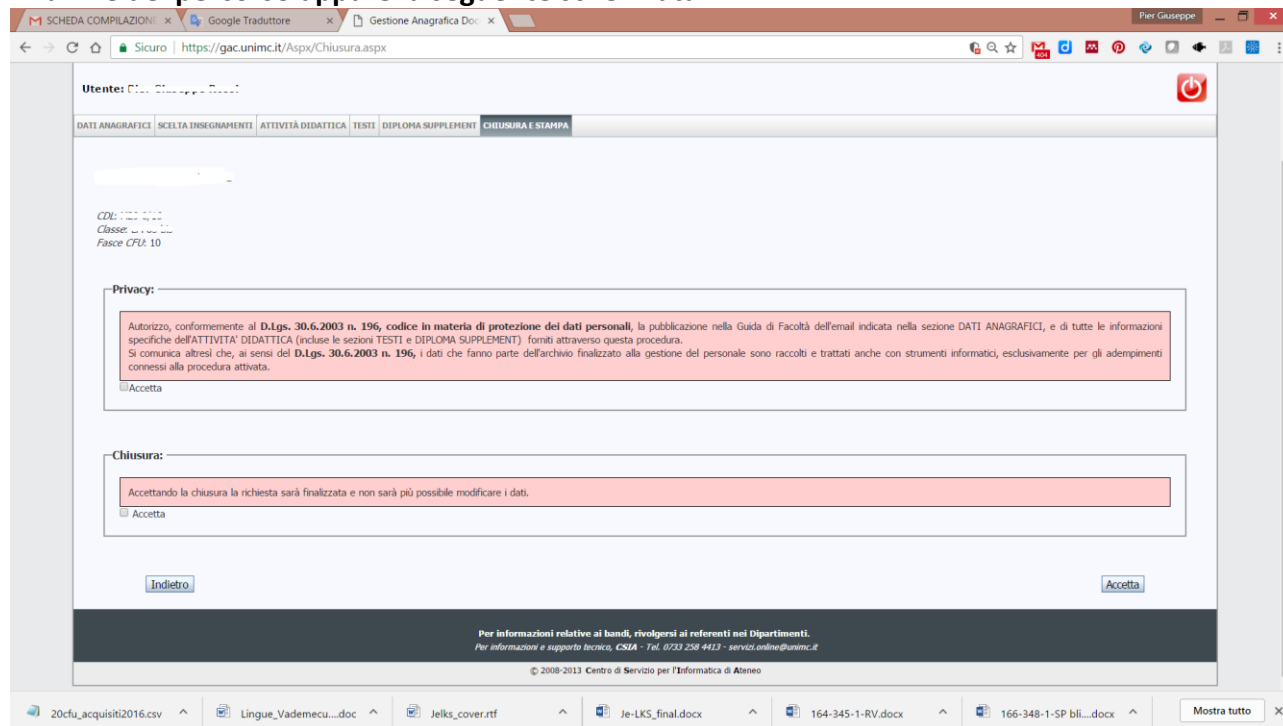 SCHEDA COMPILAZIONE
Google Traduttore
Gestione Anagrafica Doc
Pier Giuseppe
Sicuro | https://gac.unimc.it/Aspx/Chiusura.aspx
404
Utente:
DATI ANAGRAFICI SCELTA INSEGNAMENTI ATTIVITÀ DIDATTICA TESTI DIPLOMA SUPPLEMENT CHIUSURA E STAMPA
CDL:
Classe:
Fasce CFU: 10
Privacy:
Autorizzo, conformemente al D.Lgs. 30.6.2003 n. 196, codice in materia di protezione dei dati personali, la pubblicazione nella Guida di Facoltà dell'email indicata nella sezione DATI ANAGRAFICI, e di tutte le informazioni
specifiche dell'ATTIVITA' DIDATTICA (incluse le sezioni TESTI e DIPLOMA SUPPLEMENT) forniti attraverso questa procedura.
Si comunica altresì che, ai sensi del D.Lgs. 30.6.2003 n. 196, i dati che fanno parte dell'archivio finalizzato alla gestione del personale sono raccolti e trattati anche con strumenti informatici, esclusivamente per gli adempimenti
connessi alla procedura attivata.
Accetta
Chiusura:
Accettando la chiusura la richiesta sarà finalizzata e non sarà più possibile modificare i dati.
Accetta
Indietro
Accetta
Per informazioni relative ai bandi, rivolgersi ai referenti nei Dipartimenti.
Per informazioni e supporto tecnico, CSIA - Tel. 0733 258 4413 - servizi.online@unimc.it
© 2008-2013 Centro di Servizio per l'Informatica di Ateneo
20cfu_acquisiti2016.csv
Lingue_Vademecu....doc
Jelks_cover.rtf
Je-LKS_final.docx
164-345-1-RV.docx
166-348-1-SP bli....docx
Mostra tutto